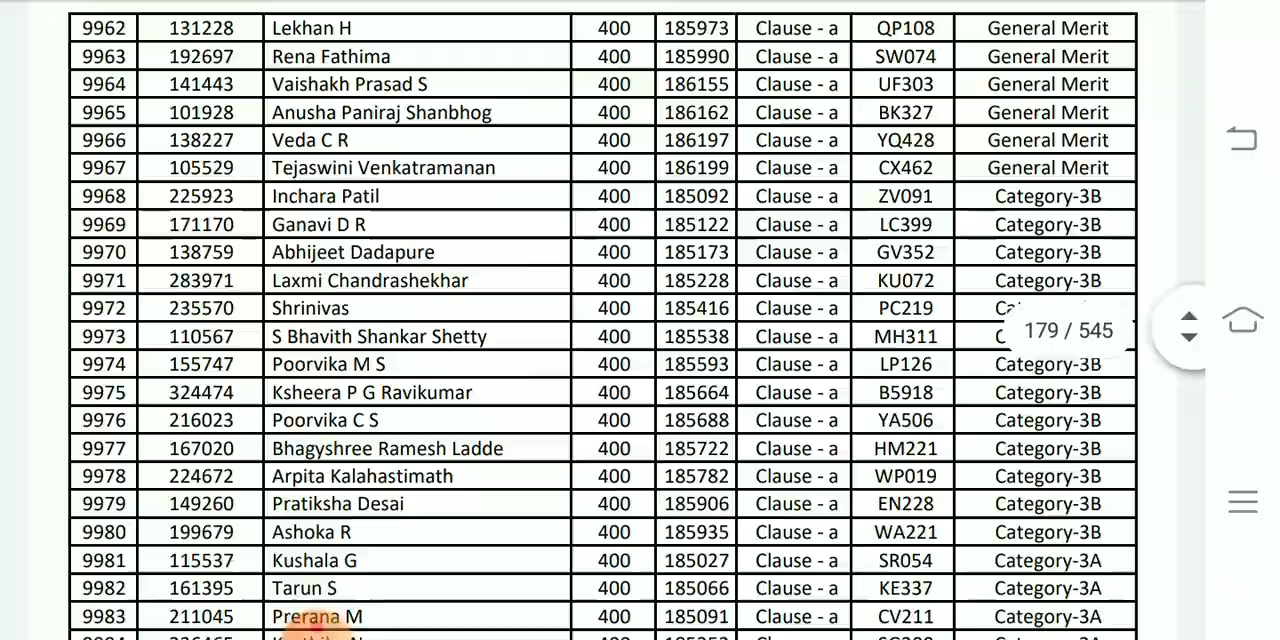 9962 131228 Lekhan H 400 185973 Clause - a QP108 General Merit
9963 192697 Rena Fathima 400 185990 Clause - a SW074 General Merit
9964 141443 Vaishakh Prasad S 400 186155 Clause - a UF303 General Merit
9965 101928 Anusha Paniraj Shanbhog 400 186162 Clause - a BK327 General Merit
9966 138227 Veda C R 400 186197 Clause - a YQ428 General Merit
9967 105529 Tejaswini Venkatramanan 400 186199 Clause - a CX462 General Merit
9968 225923 Inchara Patil 400 185092 Clause - a ZV091 Category-3B
9969 171170 Ganavi D R 400 185122 Clause - a LC399 Category-3B
9970 138759 Abhijeet Dadapure 400 185173 Clause - a GV352 Category-3B
9971 283971 Laxmi Chandrashekhar 400 185228 Clause - a KU072 Category-3B
9972 235570 Shrinivas 400 185416 Clause - a PC219
179 / 545
9973 110567 S Bhavith Shankar Shetty 400 185538 Clause - a MH311
9974 155747 Poorvika M S 400 185593 Clause - a LP126 Category-3B
9975 324474 Ksheera P G Ravikumar 400 185664 Clause - a B5918 Category-3B
9976 216023 Poorvika C S 400 185688 Clause - a YA506 Category-3B
9977 167020 Bhagyshree Ramesh Ladde 400 185722 Clause - a HM221 Category-3B
9978 224672 Arpita Kalahastimath 400 185782 Clause - a WP019 Category-3B
9979 149260 Pratiksha Desai 400 185906 Clause - a EN228 Category-3B
9980 199679 Ashoka R 400 185935 Clause - a WA221 Category-3B
9981 115537 Kushala G 400 185027 Clause - a SR054 Category-3A
9982 161395 Tarun S 400 185066 Clause - a KE337 Category-3A
9983 211045 Prerana M 400 185091 Clause - a CV211 Category-3A